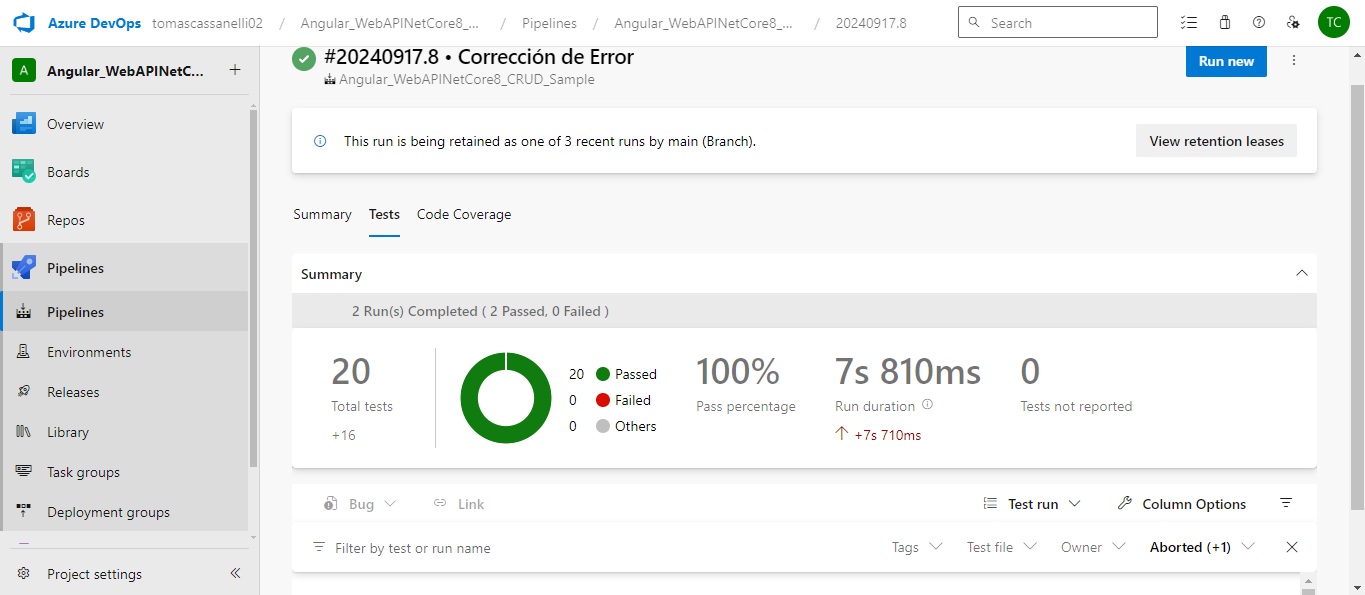 Azure DevOps tomascassanelli02 / Angular_WebAPINetCore8_... / Pipelines / Angular_WebAPINetCore8_... / 20240917.8 Search TC
A Angular_WebAPINetC... +
Overview
Boards
Repos
Pipelines
Pipelines
Environments
Releases
Library
Task groups
Deployment groups
Project settings
#20240917.8 • Corrección de Error
Angular_WebAPINetCore8_CRUD_Sample
Run new
This run is being retained as one of 3 recent runs by main (Branch).
View retention leases
Summary Tests Code Coverage
Summary
2 Run(s) Completed ( 2 Passed, 0 Failed )
20
Total tests
+16
20 Passed
0 Failed
0 Others
100%
Pass percentage
7s 810ms
Run duration
+7s 710ms
0
Tests not reported
Bug Link Test run Column Options
Filter by test or run name Tags Test file Owner Aborted (+1)